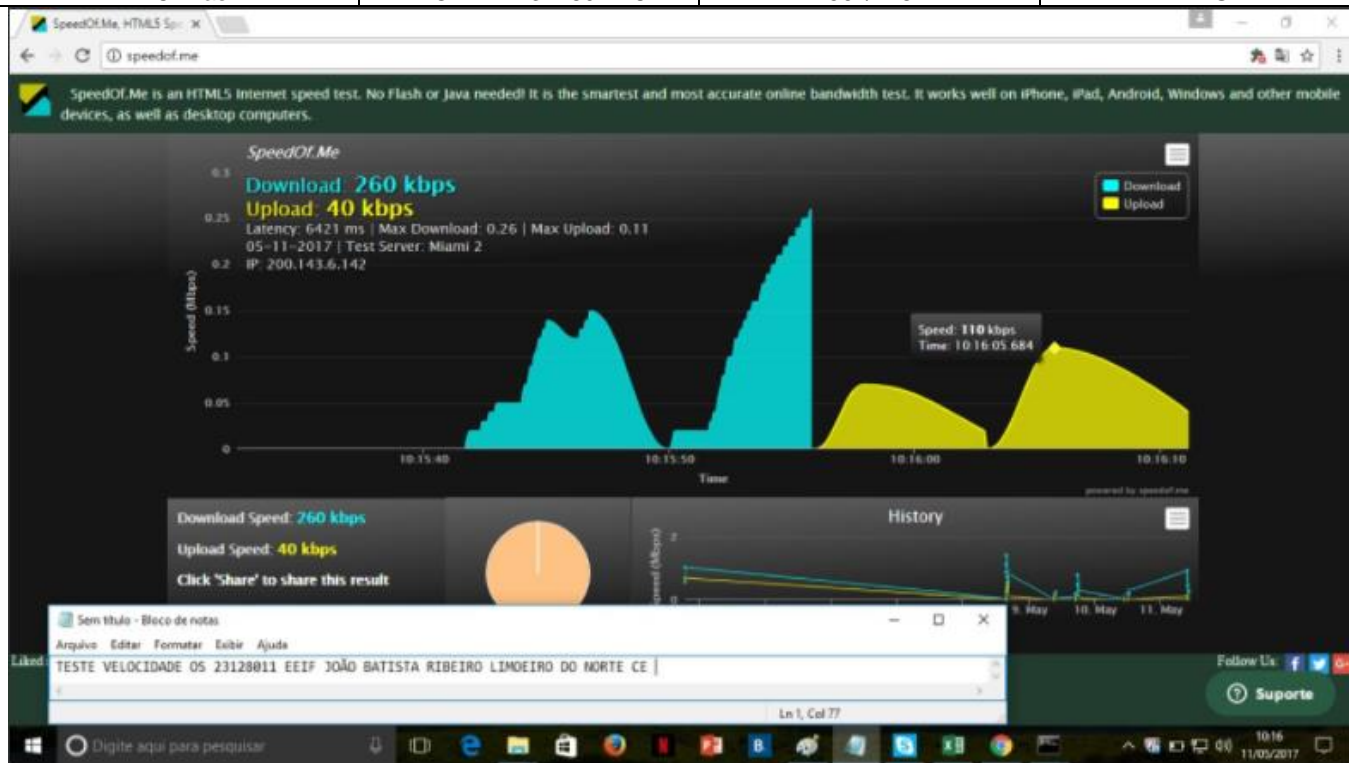 SpeedOf.Me, HTML5 Spe
speedof.me
SpeedOf.Me is an HTML5 Internet speed test. No Flash or Java needed! It is the smartest and most accurate online bandwidth test. It works well on iPhone, iPad, Android, Windows and other mobile
devices, as well as desktop computers.
SpeedOf.Me
Download: 260 kbps
Upload: 40 kbps
Latency: 6421 ms | Max Download: 0.26 | Max Upload: 0.11
05-11-2017 | Test Server: Miami 2
IP: 200.143.6.142
Download
Upload
0.3
0.25
0.2
0.15
0.1
0.05
0
Speed (Mbps)
Speed: 110 kbps
Time: 10:16:05.684
10:15:40
10:15:50
10:16:00
10:16:10
Time
powered by speedof.me
Download Speed: 260 kbps
Upload Speed: 40 kbps
Click 'Share' to share this result
History
Speed (Mbps)
2
0
9. May
10. May
11. May
Sem título - Bloco de notas
Arquivo Editar Formatar Exibir Ajuda
TESTE VELOCIDADE OS 23128011 EEIF JOÃO BATISTA RIBEIRO LIMOEIRO DO NORTE CE
Ln 1, Col 77
Liked
Follow Us:
Suporte
Digite aqui para pesquisar
10:16
11/05/2017